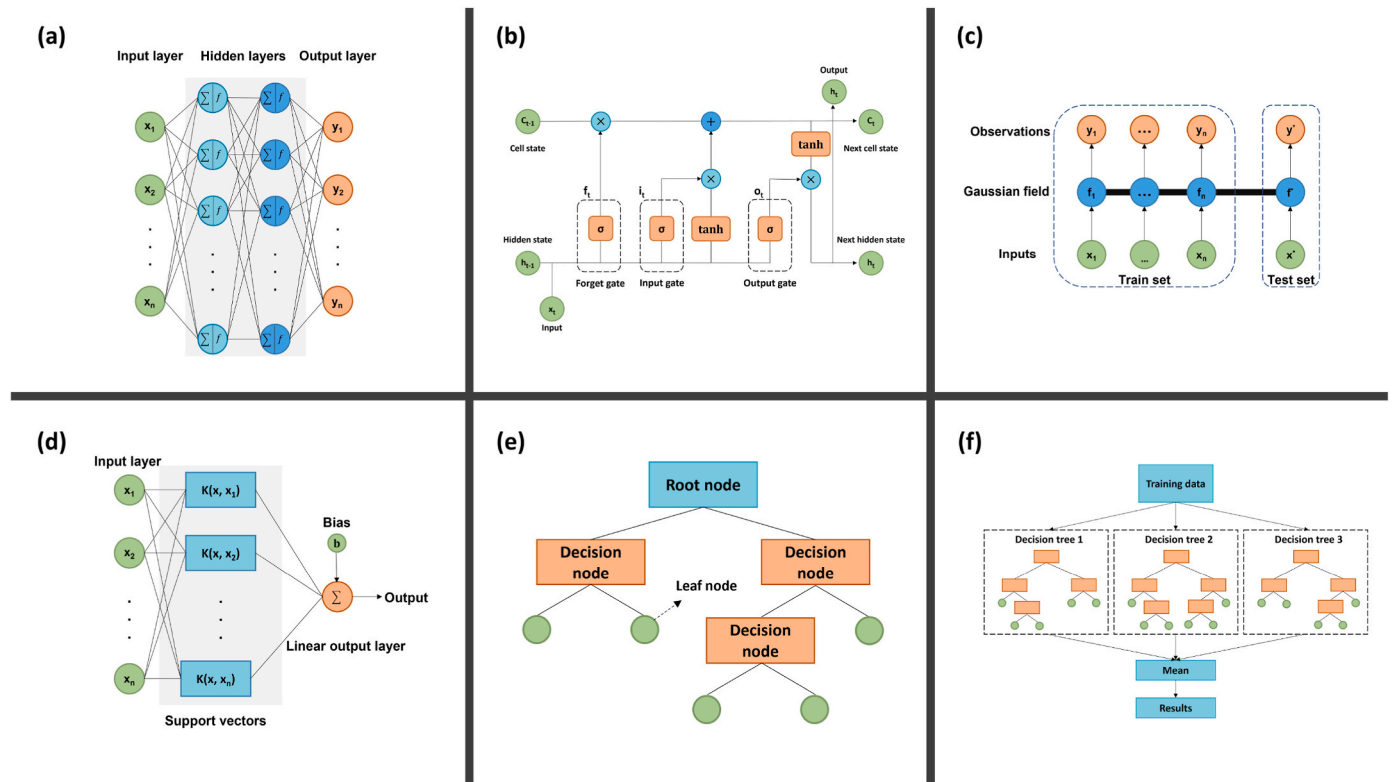 (a)
Input layer Hidden layers Output layer
∑ f ∑ f
x1 y1
∑ f ∑ f
x2 y2
∑ f ∑ f
xn yn
∑ f ∑ f
(b)
Output
ht
Ct-1 × + Ct
Cell state tanh Next cell state
× ×
ft it ot
σ σ tanh σ
Hidden state Next hidden state
ht-1 ht
Forget gate Input gate Output gate
xt
Input
(c)
Observations y1 ... yn y*
Gaussian field f1 ... fn f*
Inputs x1 ... xn x*
Train set Test set
(d)
Input layer
x1 K(x, x1)
Bias
b
x2 K(x, x2)
∑ Output
Linear output layer
xn K(x, xn)
Support vectors
(e)
Root node
Decision
node
Decision
node
Leaf node
Decision
node
(f)
Training data
Decision tree 1 Decision tree 2 Decision tree 3
Mean
Results